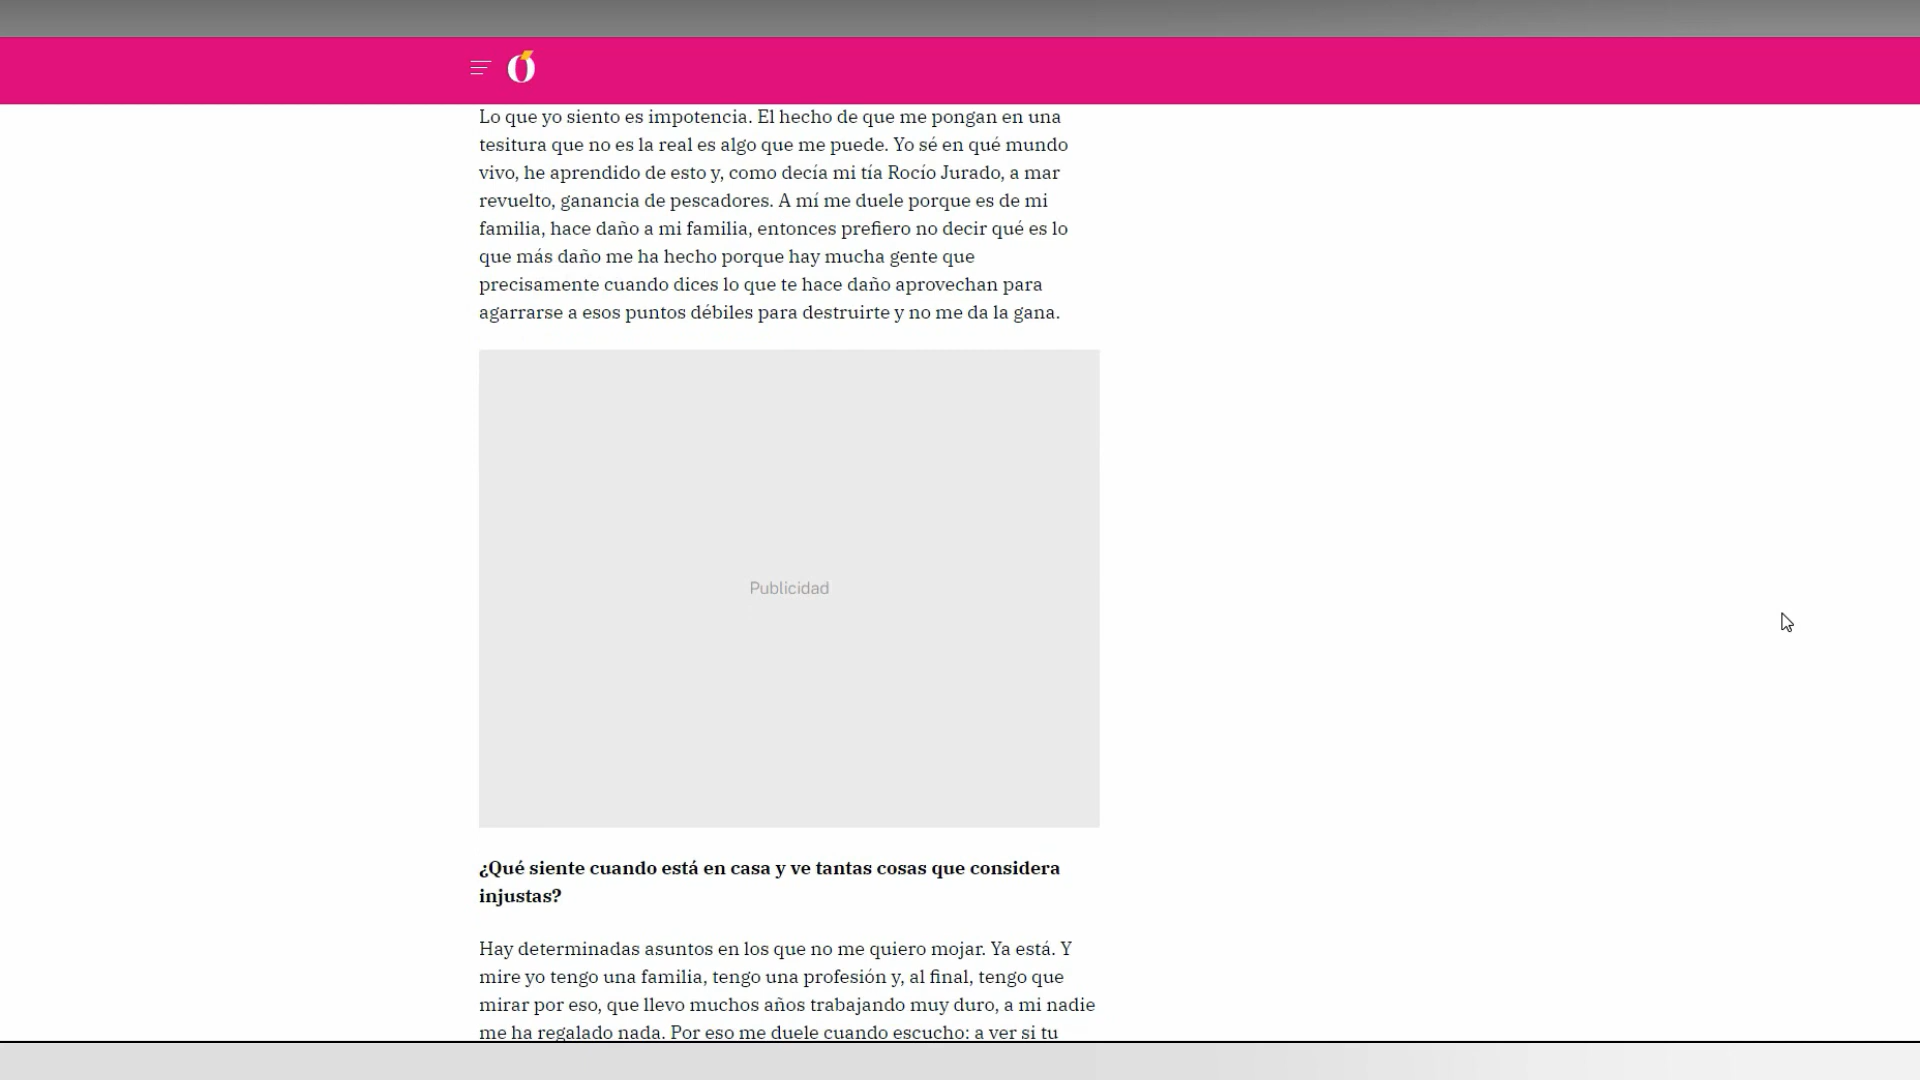 Ó
Lo que yo siento es impotencia. El hecho de que me pongan en una
tesitura que no es la real es algo que me puede. Yo sé en qué mundo
vivo, he aprendido de esto y, como decía mi tía Rocío Jurado, a mar
revuelto, ganancia de pescadores. A mí me duele porque es de mi
familia, hace daño a mi familia, entonces prefiero no decir qué es lo
que más daño me ha hecho porque hay mucha gente que
precisamente cuando dices lo que te hace daño aprovechan para
agarrarse a esos puntos débiles para destruirte y no me da la gana.
Publicidad
¿Qué siente cuando está en casa y ve tantas cosas que considera
injustas?
Hay determinadas asuntos en los que no me quiero mojar. Ya está. Y
mire yo tengo una familia, tengo una profesión y, al final, tengo que
mirar por eso, que llevo muchos años trabajando muy duro, a mi nadie
me ha regalado nada. Por eso me duele cuando escucho: a ver si tu